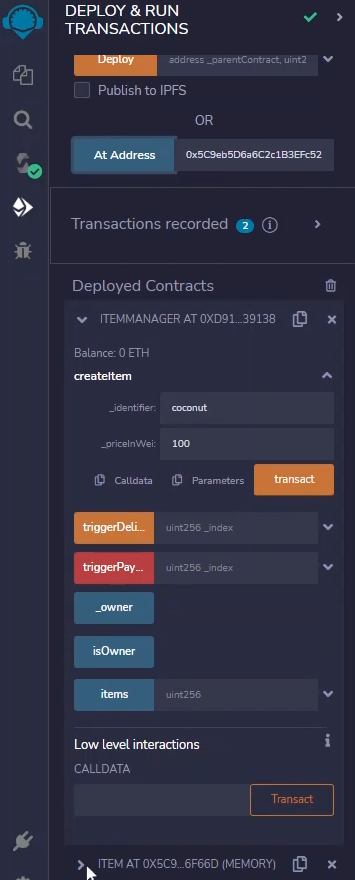 DEPLOY & RUN
TRANSACTIONS
Deploy address _parentContract, uint2
Publish to IPFS
OR
At Address 0x5C9eb5D6a6C2c1B3EFc52
Transactions recorded 2 i
Deployed Contracts
ITEMMANAGER AT 0XD91...39138
Balance: 0 ETH
createItem
_identifier: coconut
_priceInWei: 100
Calldata Parameters transact
triggerDeli... uint256 _index
triggerPay... uint256 _index
_owner
isOwner
items uint256
Low level interactions i
CALLDATA
Transact
ITEM AT 0X5C9...6F66D (MEMORY)